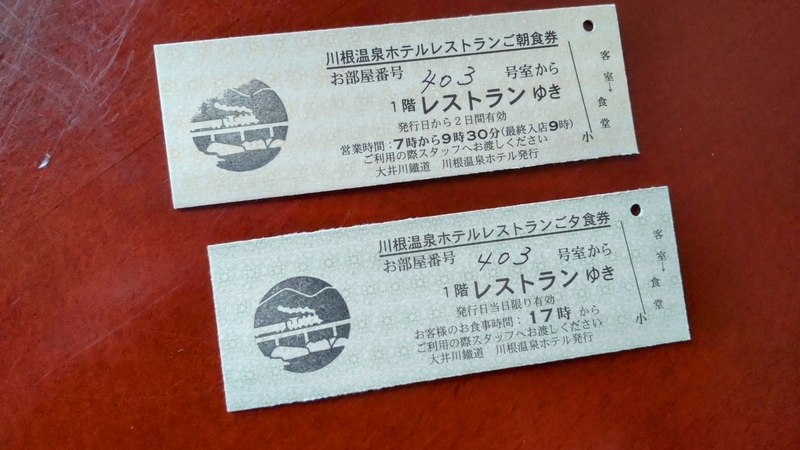 川根温泉ホテルレストランご朝食券
お部屋番号 403 号室から
1階 レストラン ゆき
発行日から2日間有効
営業時間：7時から9時30分(最終入店9時)
ご利用の際スタッフへお渡しください
大井川鐵道 川根温泉ホテル発行
客室→食堂
小
川根温泉ホテルレストランご夕食券
お部屋番号 403 号室から
1階 レストラン ゆき
発行日当日限り有効
お客様のお食事時間：17時 から
ご利用の際スタッフへお渡しください
大井川鐵道 川根温泉ホテル発行
客室→食堂
小